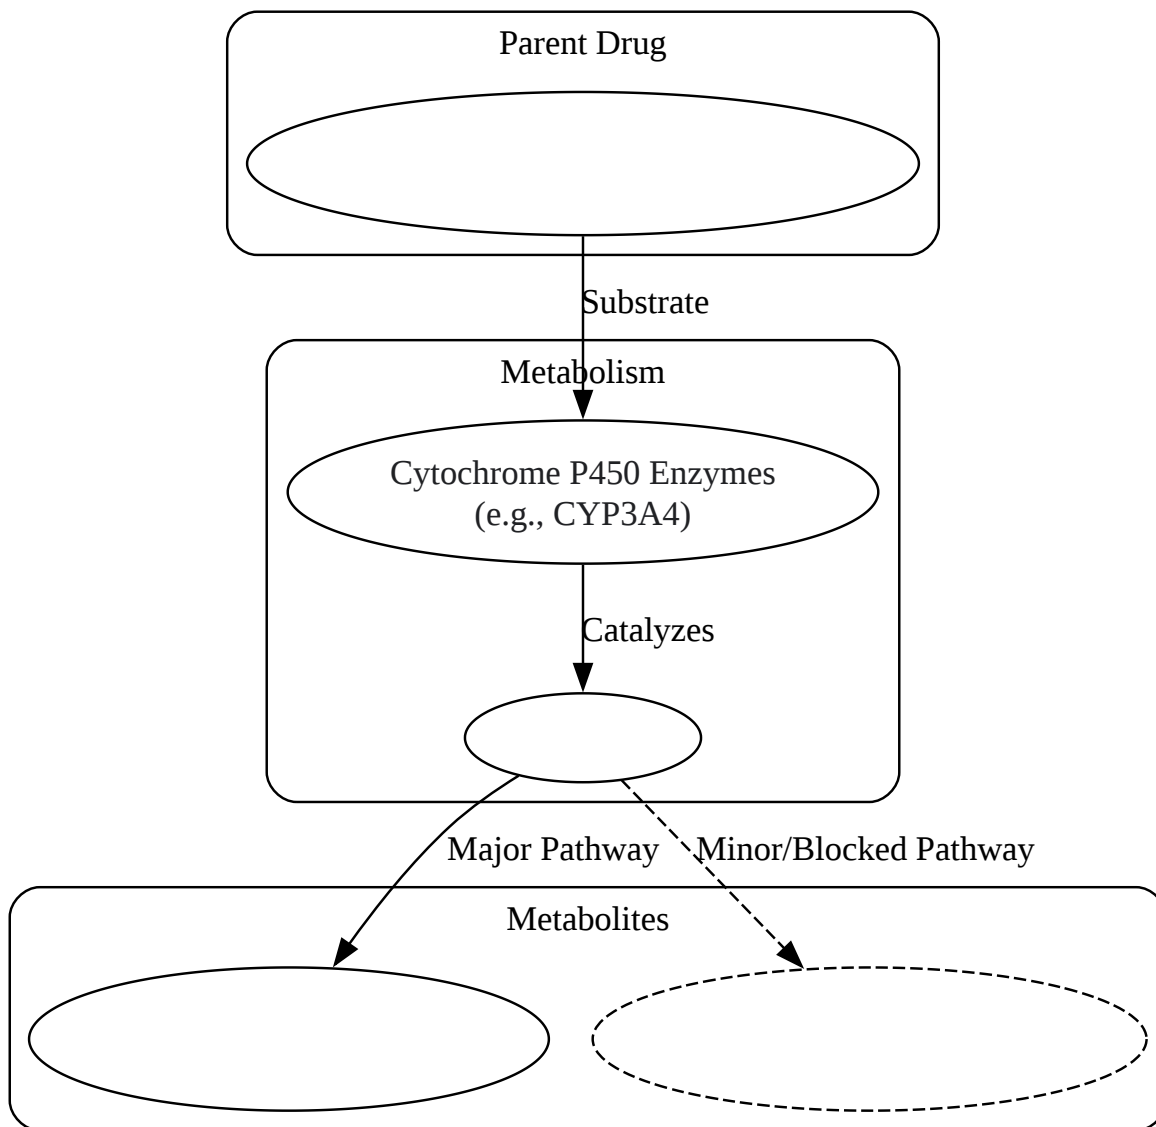 Parent Drug
Substrate
Metabolism
Cytochrome P450 Enzymes
(e.g., CYP3A4)
Catalyzes
Major Pathway
Minor/Blocked Pathway
Metabolites